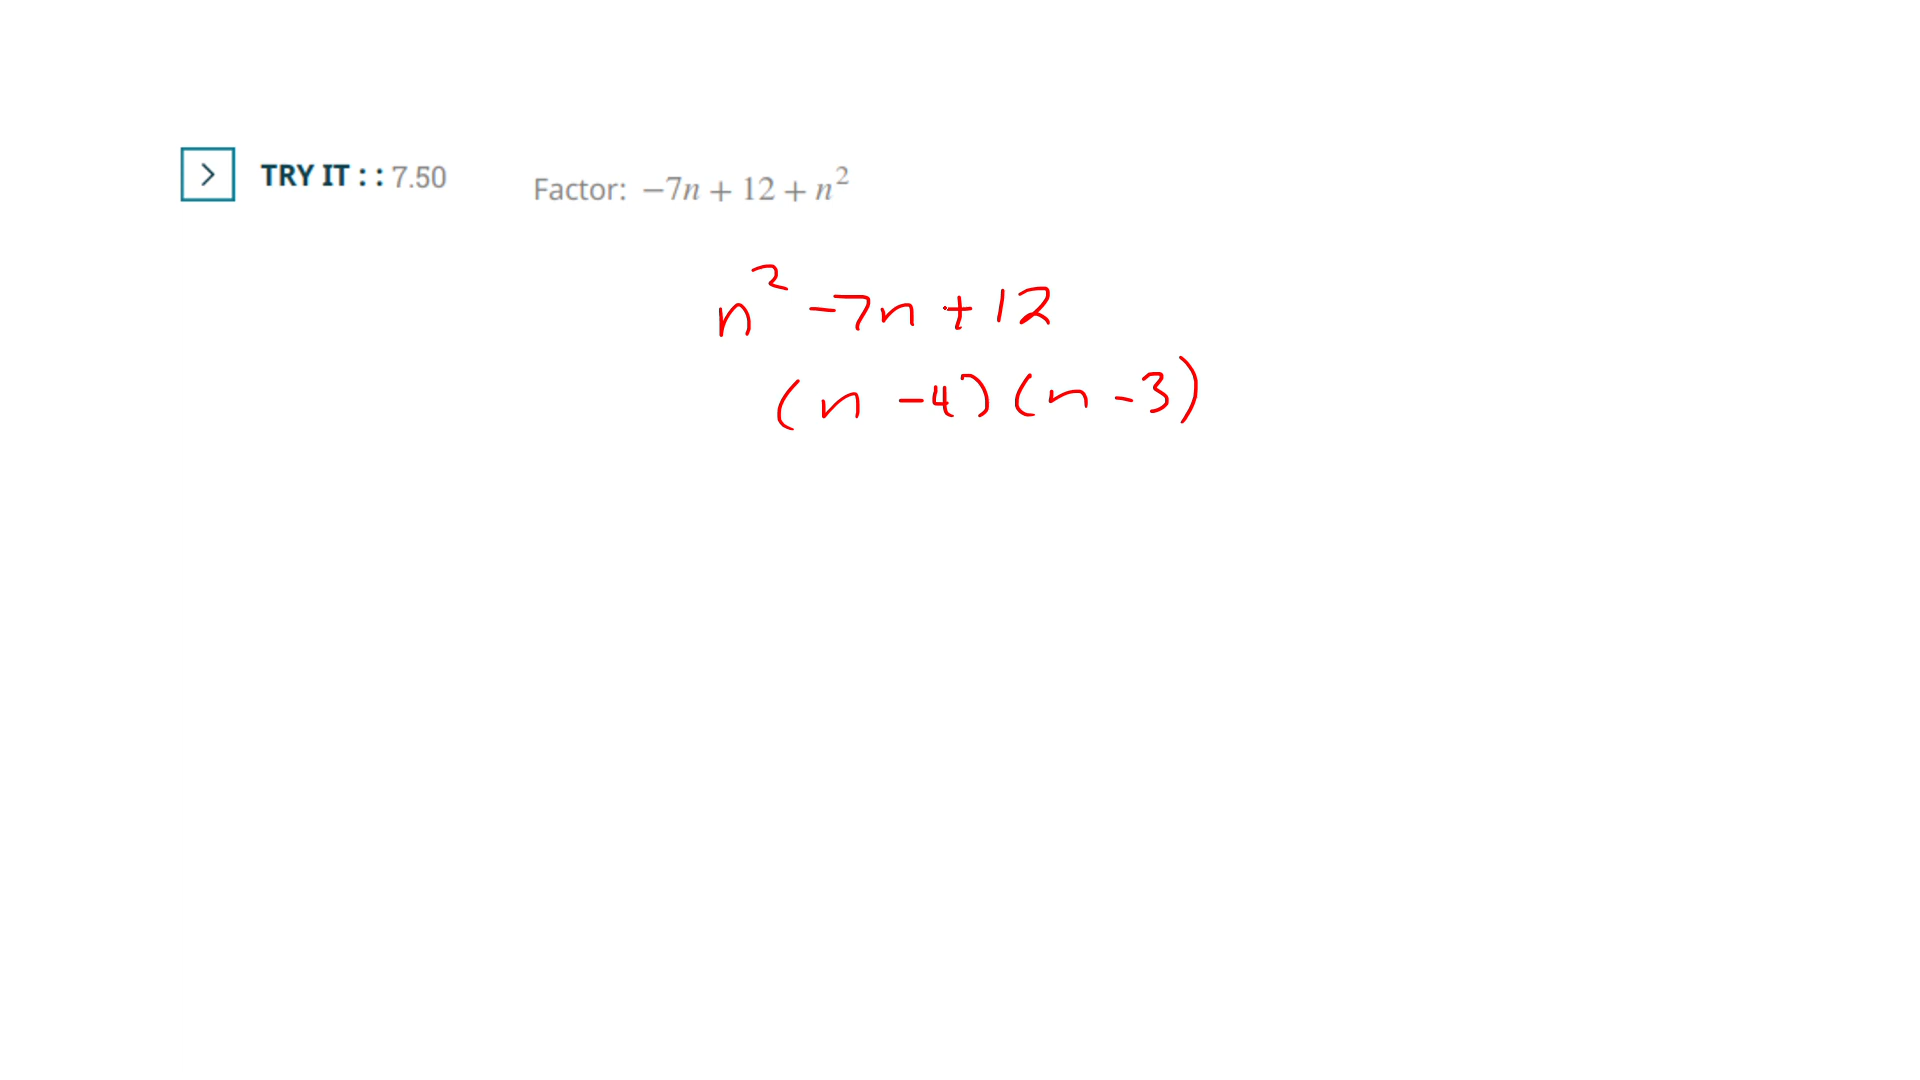 > TRY IT : : 7.50 Factor: −7n + 12 + n²
n² −7n + 12
(n −4)(n −3)